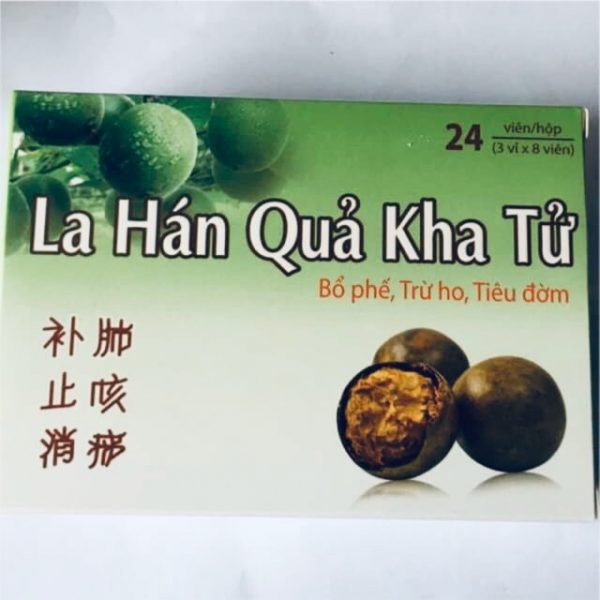 24 viên/hộp
(3 vỉ x 8 viên)
La Hán Quả Kha Tử
Bổ phế, Trừ ho, Tiêu đờm
补肺
止咳
消痨